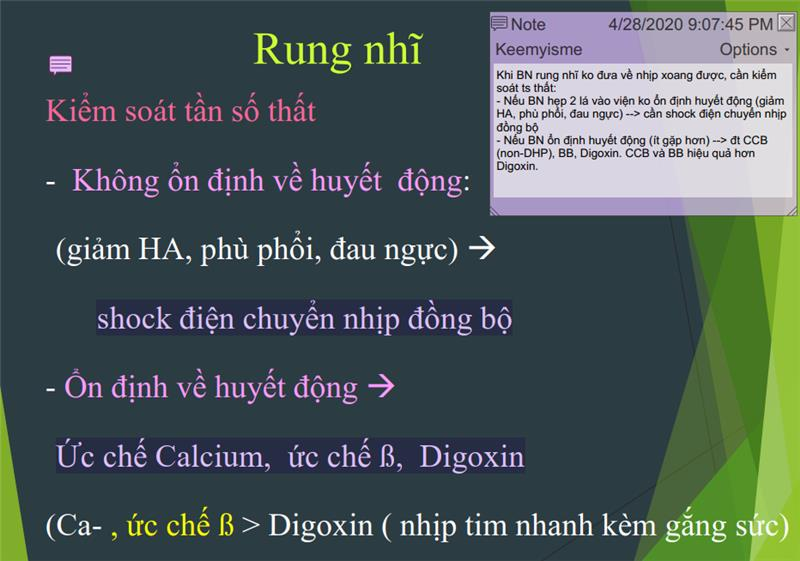 Rung nhĩ
Kiểm soát tần số thất
- Không ổn định về huyết động:
(giảm HA, phù phổi, đau ngực) →
shock điện chuyển nhịp đồng bộ
- Ổn định về huyết động →
Ức chế Calcium, ức chế ß, Digoxin
(Ca- , ức chế ß > Digoxin ( nhịp tim nhanh kèm gắng sức)
Note 4/28/2020 9:07:45 PM
Keemyisme Options
Khi BN rung nhĩ ko đưa về nhịp xoang được, cần kiểm
soát ts thất:
- Nếu BN hẹp 2 lá vào viện ko ổn định huyết động (giảm
HA, phù phổi, đau ngực) --> cần shock điện chuyển nhịp
đồng bộ
- Nếu BN ổn định huyết động (ít gặp hơn) --> đt CCB
(non-DHP), BB, Digoxin. CCB và BB hiệu quả hơn
Digoxin.